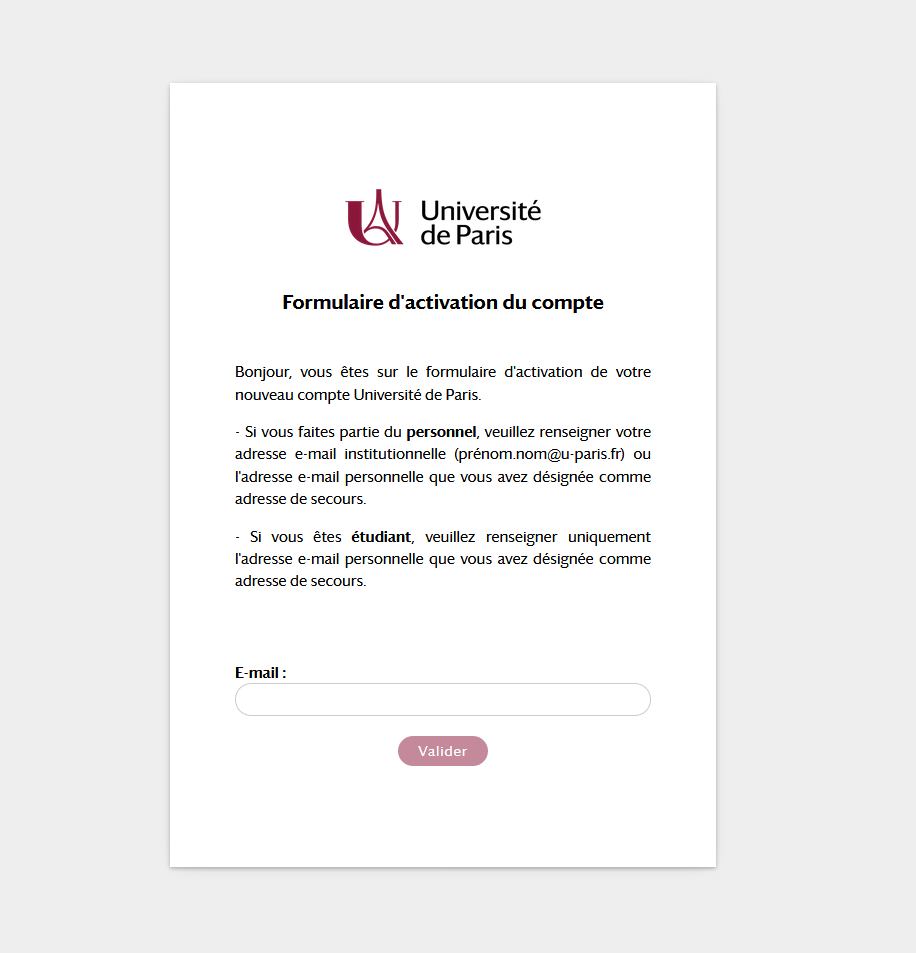 Université
de Paris
Formulaire d'activation du compte
Bonjour, vous êtes sur le formulaire d'activation de votre
nouveau compte Université de Paris.
- Si vous faites partie du personnel, veuillez renseigner votre
adresse e-mail institutionnelle (prénom.nom@u-paris.fr) ou
l'adresse e-mail personnelle que vous avez désignée comme
adresse de secours.
- Si vous êtes étudiant, veuillez renseigner uniquement
l'adresse e-mail personnelle que vous avez désignée comme
adresse de secours.
E-mail :
Valider